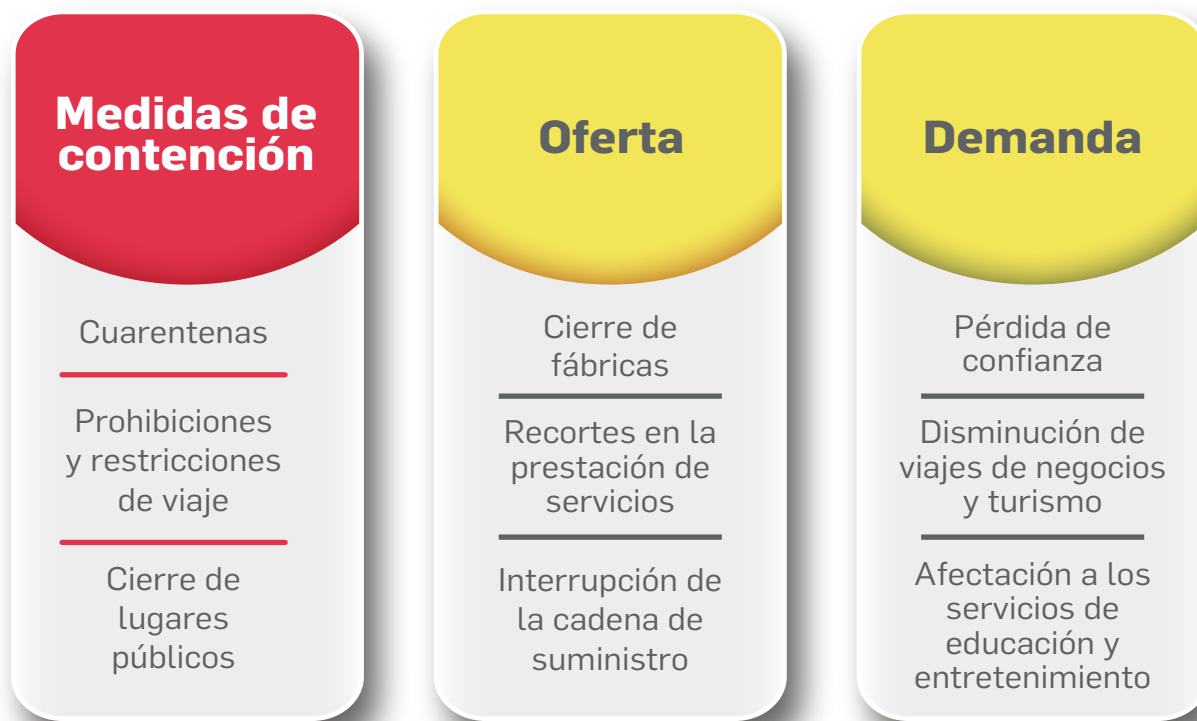 Medidas de
contención
Cuarentenas
Prohibiciones
y restricciones
de viaje
Cierre de
lugares
públicos
Oferta
Cierre de
fábricas
Recortes en la
prestación de
servicios
Interrupción de
la cadena de
suministro
Demanda
Pérdida de
confianza
Disminución de
viajes de negocios
y turismo
Afectación a los
servicios de
educación y
entretenimiento